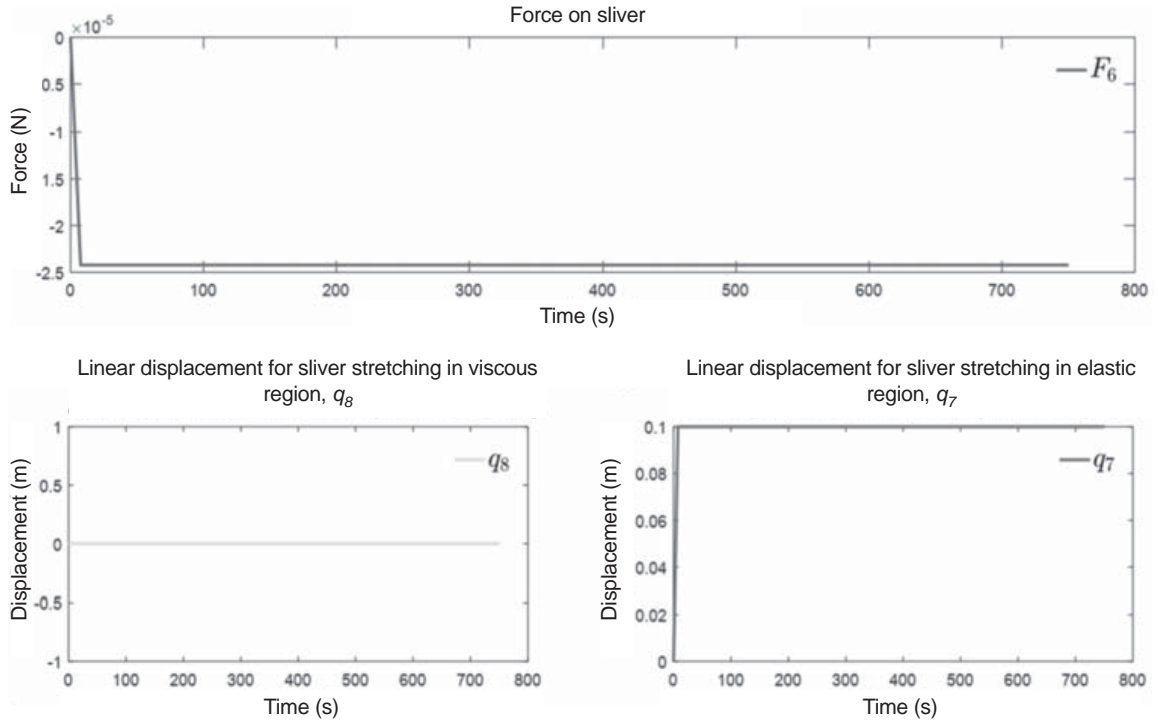 Force on sliver
×10⁻⁵
0
0.5
-1
1.5
-2
-2.5
Force (N)
F₆
0 100 200 300 400 500 600 700 800
Time (s)
Linear displacement for sliver stretching in viscous
region, q₈
1
0.5
0
-0.5
-1
Displacement (m)
q₈
0 100 200 300 400 500 600 700 800
Time (s)
Linear displacement for sliver stretching in elastic
region, q₇
0.1
0.08
0.06
0.04
0.02
0
Displacement (m)
q₇
0 100 200 300 400 500 600 700 800
Time (s)